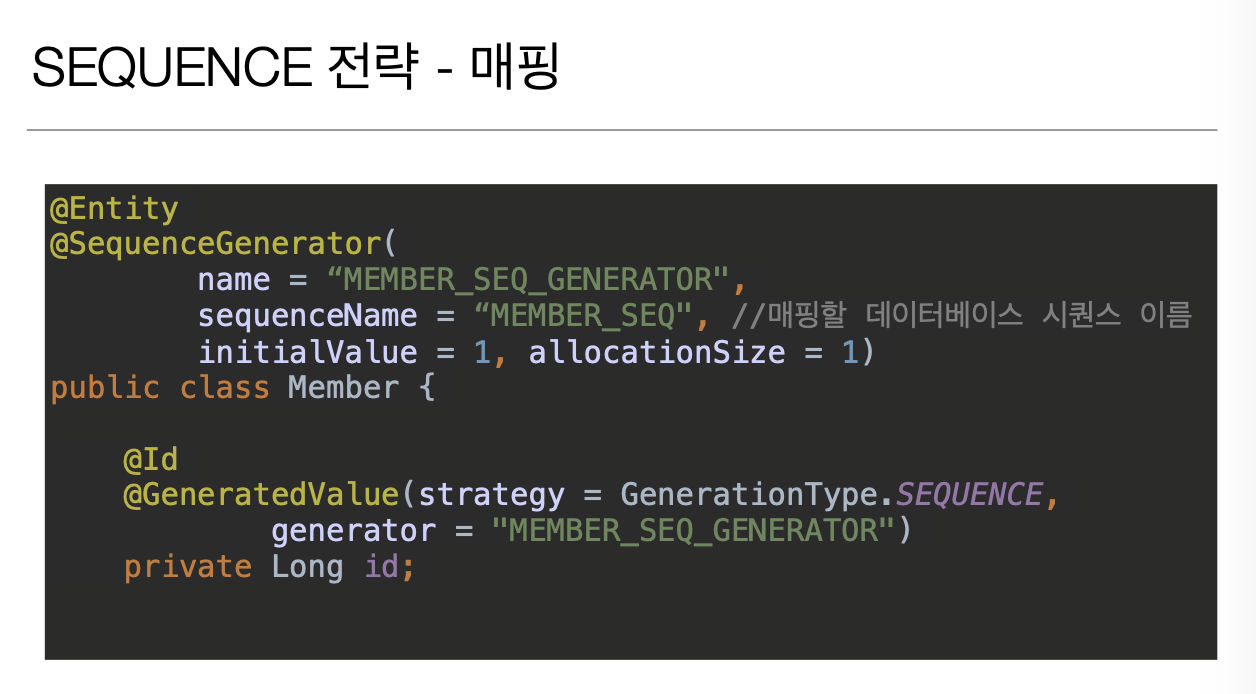 SEQUENCE 전략 - 매핑
@Entity
@SequenceGenerator(
        name = “MEMBER_SEQ_GENERATOR",
        sequenceName = “MEMBER_SEQ", //매핑할 데이터베이스 시퀀스 이름
        initialValue = 1, allocationSize = 1)
public class Member {
    @Id
    @GeneratedValue(strategy = GenerationType.SEQUENCE,
            generator = "MEMBER_SEQ_GENERATOR")
    private Long id;